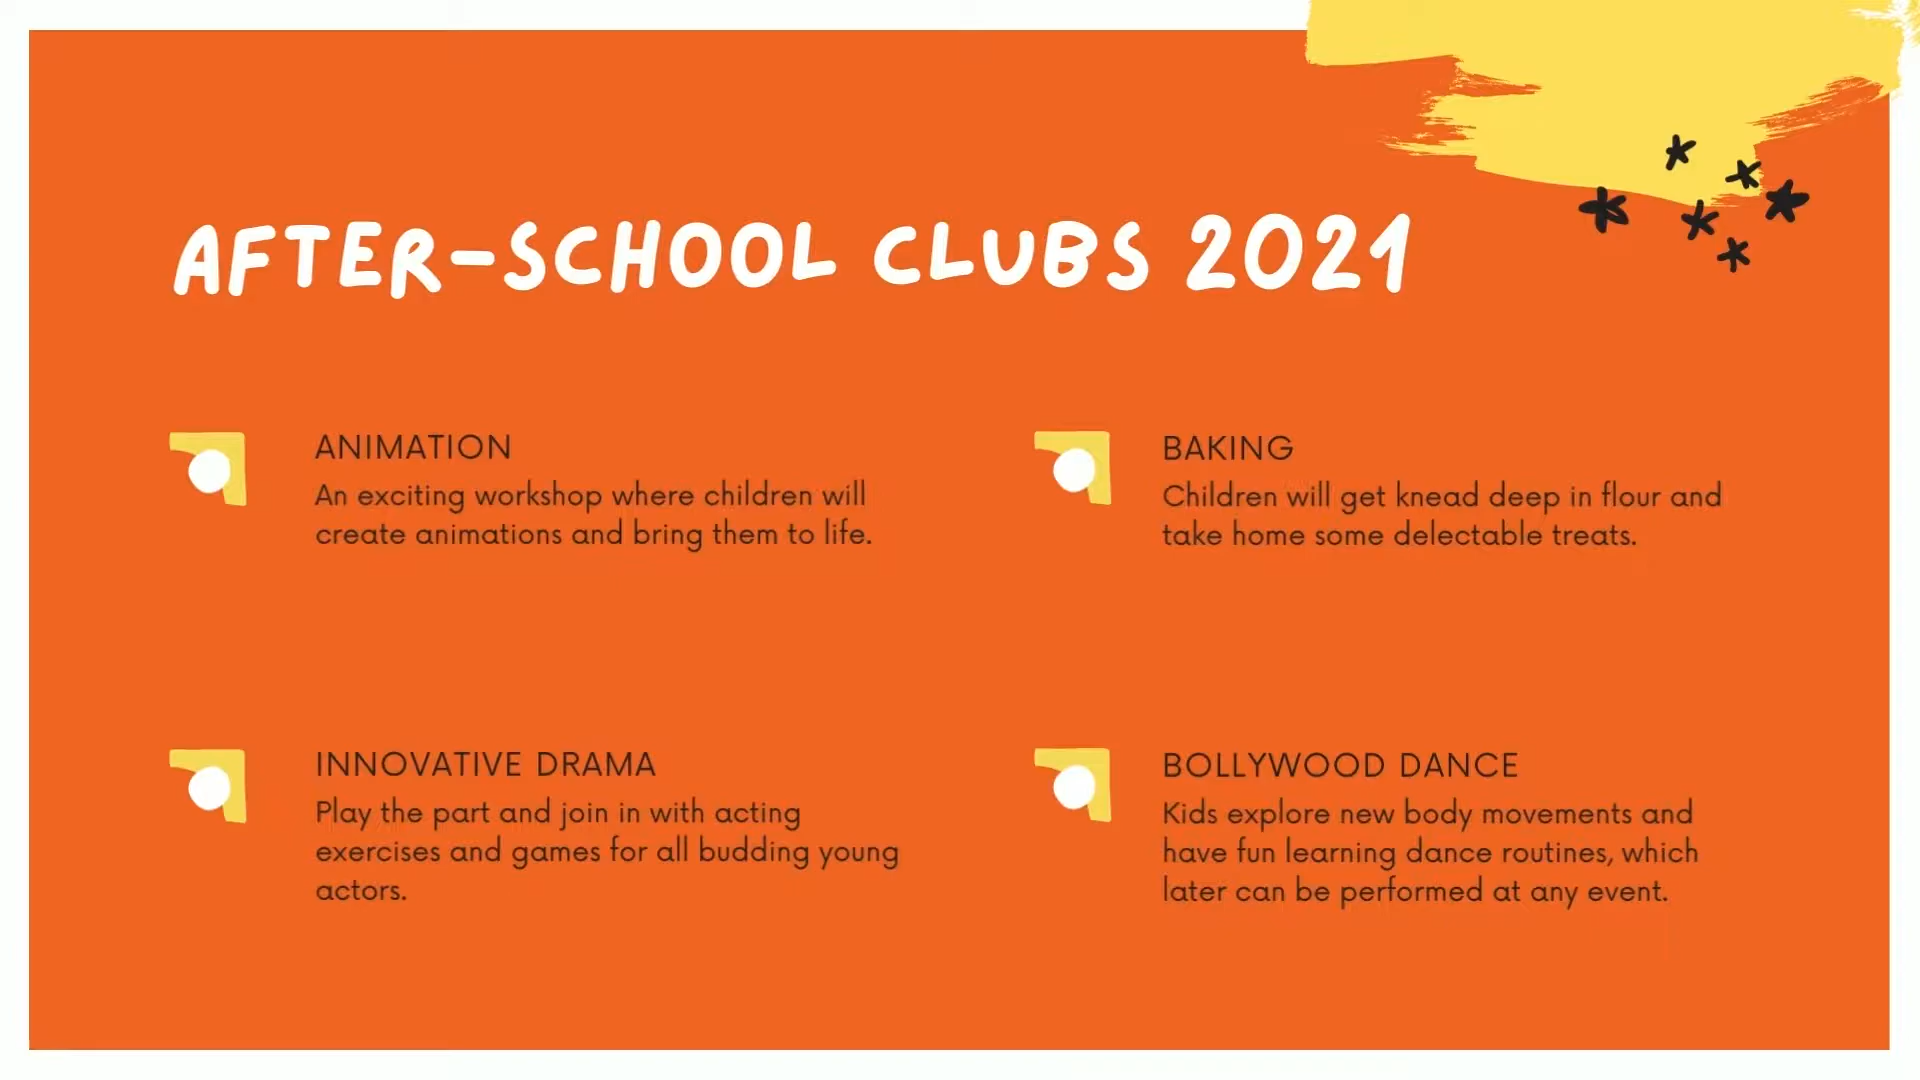 AFTER-SCHOOL CLUBS 2021
ANIMATION
An exciting workshop where children will
create animations and bring them to life.
BAKING
Children will get knead deep in flour and
take home some delectable treats.
INNOVATIVE DRAMA
Play the part and join in with acting
exercises and games for all budding young
actors.
BOLLYWOOD DANCE
Kids explore new body movements and
have fun learning dance routines, which
later can be performed at any event.